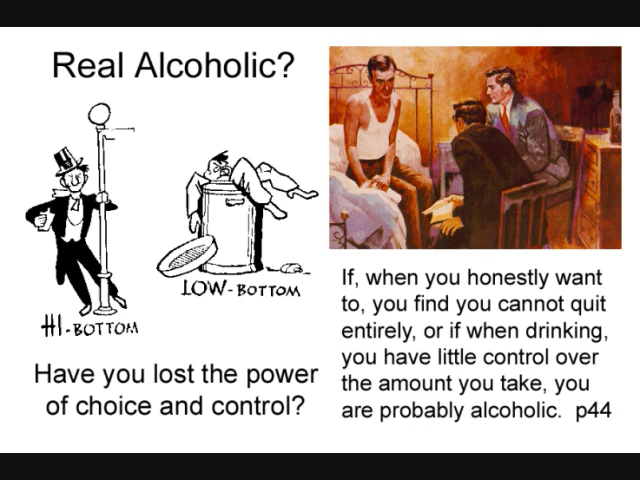 Real Alcoholic?
HI-BOTTOM
LOW-BOTTOM
Have you lost the power
of choice and control?
If, when you honestly want
to, you find you cannot quit
entirely, or if when drinking,
you have little control over
the amount you take, you
are probably alcoholic.  p44